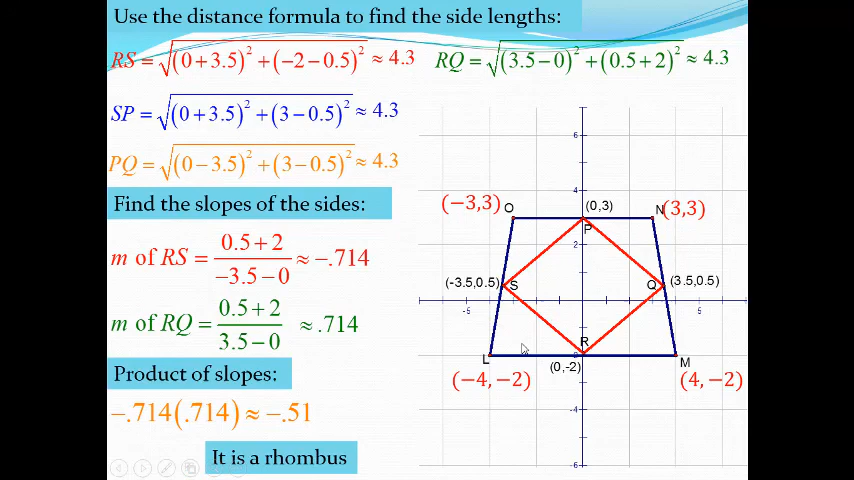 Use the distance formula to find the side lengths:
RS = √(0+3.5)² + (−2−0.5)² ≈ 4.3
RQ = √(3.5−0)² + (0.5+2)² ≈ 4.3
SP = √(0+3.5)² + (3−0.5)² ≈ 4.3
PQ = √(0−3.5)² + (3−0.5)² ≈ 4.3
Find the slopes of the sides:
m of RS = (0.5+2)/(−3.5−0) ≈ −.714
m of RQ = (0.5+2)/(3.5−0) ≈ .714
Product of slopes:
−.714(.714) ≈ −.51
It is a rhombus
4
(−3,3) O (0,3) N (3,3)
P
2
(-3.5,0.5) S Q (3.5,0.5)
-5 5
R
L (0,-2) M
(−4,−2) (4,−2)
-4
-6
6